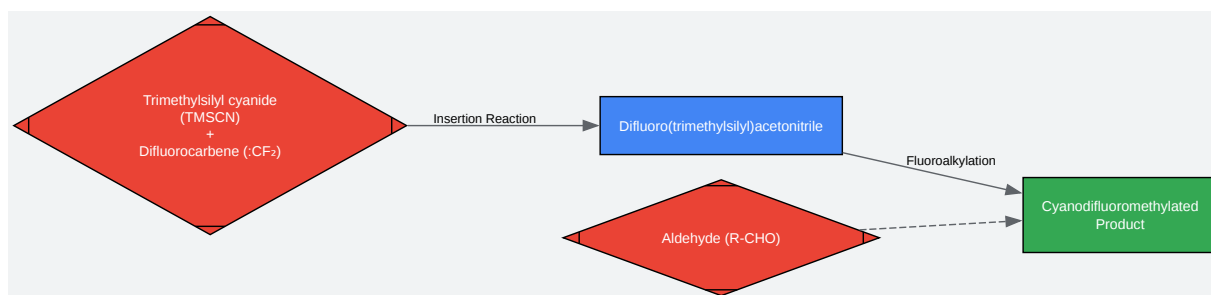 Trimethylsilyl cyanide
(TMSCN)
+
Difluorocarbene (:CF₂)
Insertion Reaction
Difluoro(trimethylsilyl)acetonitrile
Fluoroalkylation
Aldehyde (R-CHO)
Cyanodifluoromethylated
Product